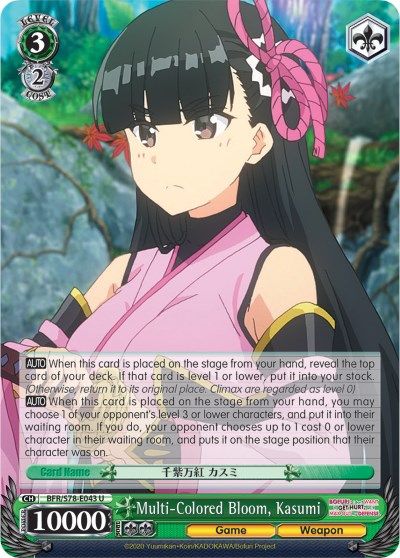 LEVEL
3
2
COST
AUTO When this card is placed on the stage from your hand, reveal the top
card of your deck. If that card is level 1 or lower, put it into your stock.
(Otherwise, return it to its original place. Climax are regarded as level 0)
AUTO When this card is placed on the stage from your hand, you may
choose 1 of your opponent's level 3 or lower characters, and put it into their
waiting room. If you do, your opponent chooses up to 1 cost 0 or lower
character in their waiting room, and puts it on the stage position that their
character was on.
Card Name 千紫万紅 カスミ
CH BFR/S78-E043 U
Multi-Colored Bloom, Kasumi
10000
Game Weapon
©2020 Yuumikan•Koin/KADOKAWA/Bofuri Project